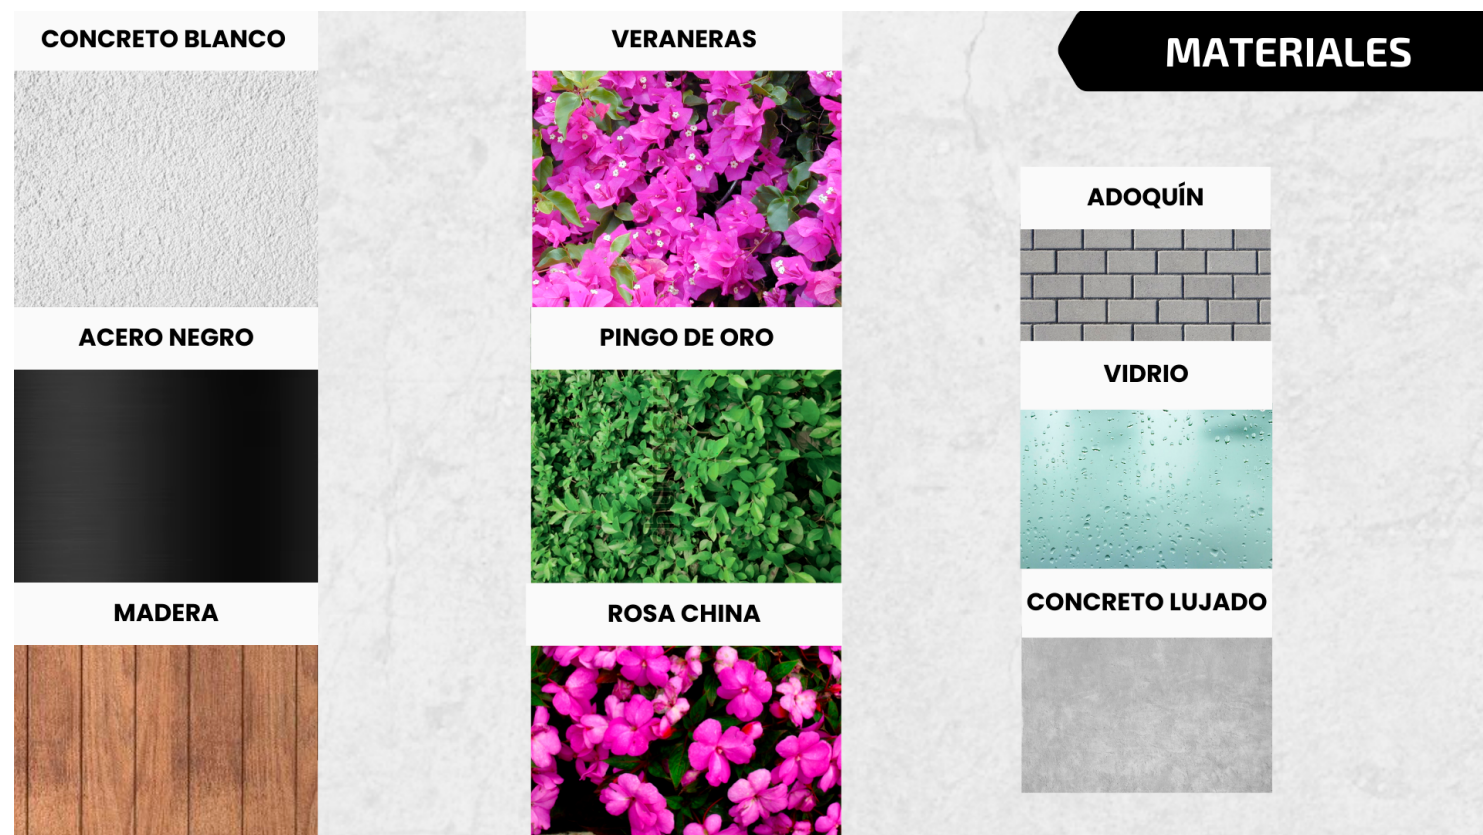 MATERIALES
CONCRETO BLANCO
ACERO NEGRO
MADERA
VERANERAS
PINGO DE ORO
ROSA CHINA
ADOQUÍN
VIDRIO
CONCRETO LUJADO